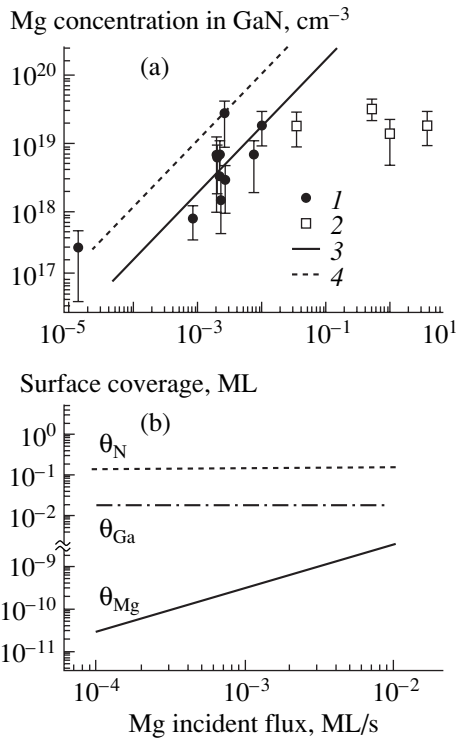 Mg concentration in GaN, cm⁻³
(a)
10²⁰
10¹⁹
10¹⁸
10¹⁷
1
2
3
4
10⁻⁵ 10⁻³ 10⁻¹ 10¹
Surface coverage, ML
(b)
10⁰
θN
10⁻¹
10⁻²
θGa
10⁻⁹
θMg
10⁻¹⁰
10⁻¹¹
10⁻⁴ 10⁻³ 10⁻²
Mg incident flux, ML/s